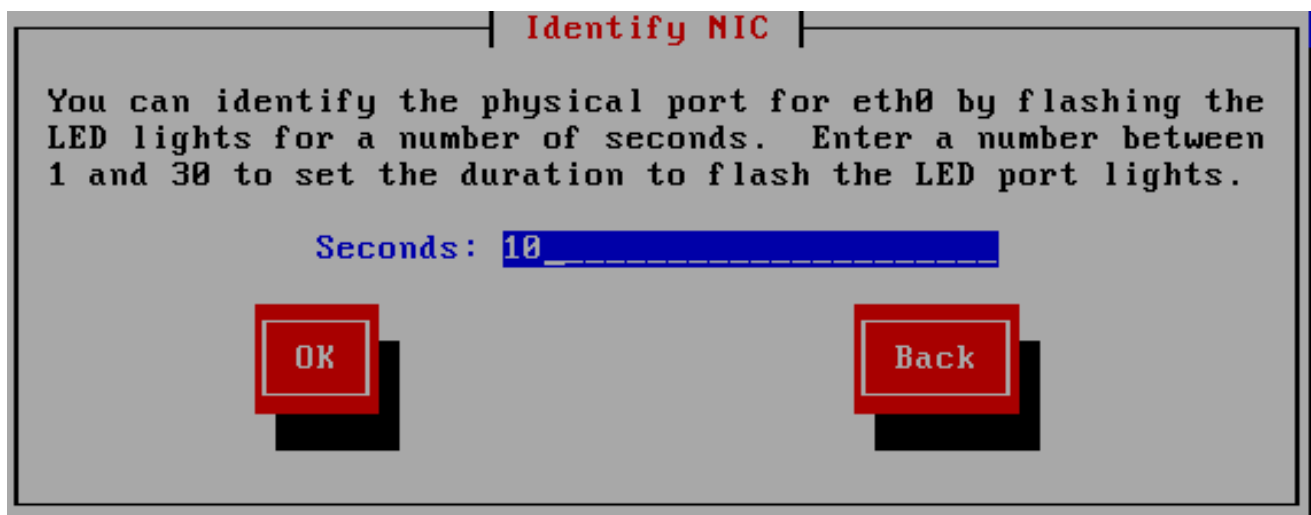 Identify NIC
You can identify the physical port for eth0 by flashing the
LED lights for a number of seconds.  Enter a number between
1 and 30 to set the duration to flash the LED port lights.
Seconds: 10______________________
OK
Back